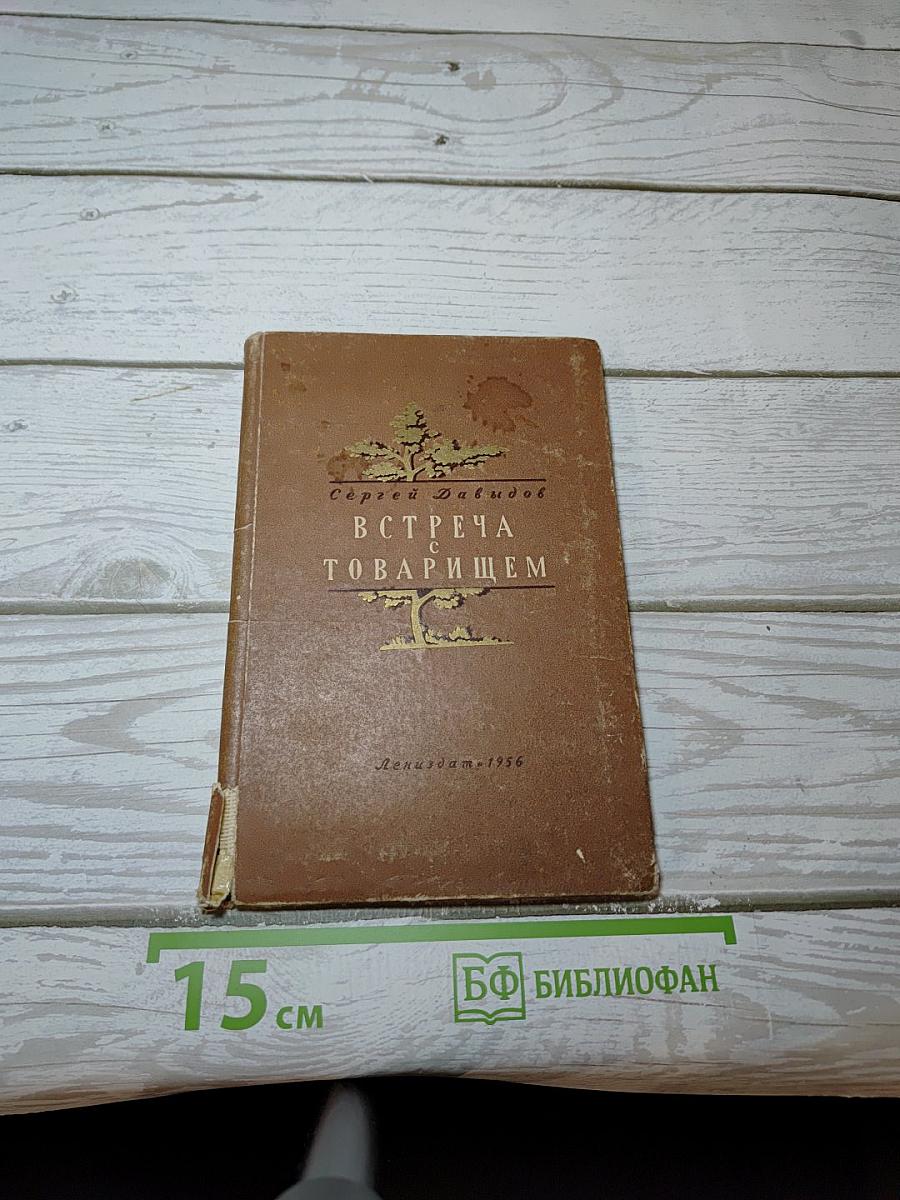 Сергей Давыдов
ВСТРЕЧА
С
ТОВАРИЩЕМ
Лениздат • 1956
15 см
БФ БИБЛИОФАН